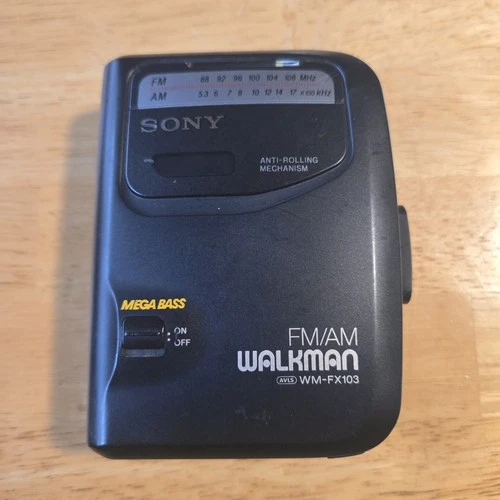 FM 88 92 96 100 104 108 MHz
AM 5.3 6 7 8 10 12 14 17 x100 KHz
SONY
ANTI-ROLLING
MECHANISM
MEGA BASS
ON
OFF
FM/AM
WALKMAN
AVLS WM-FX103